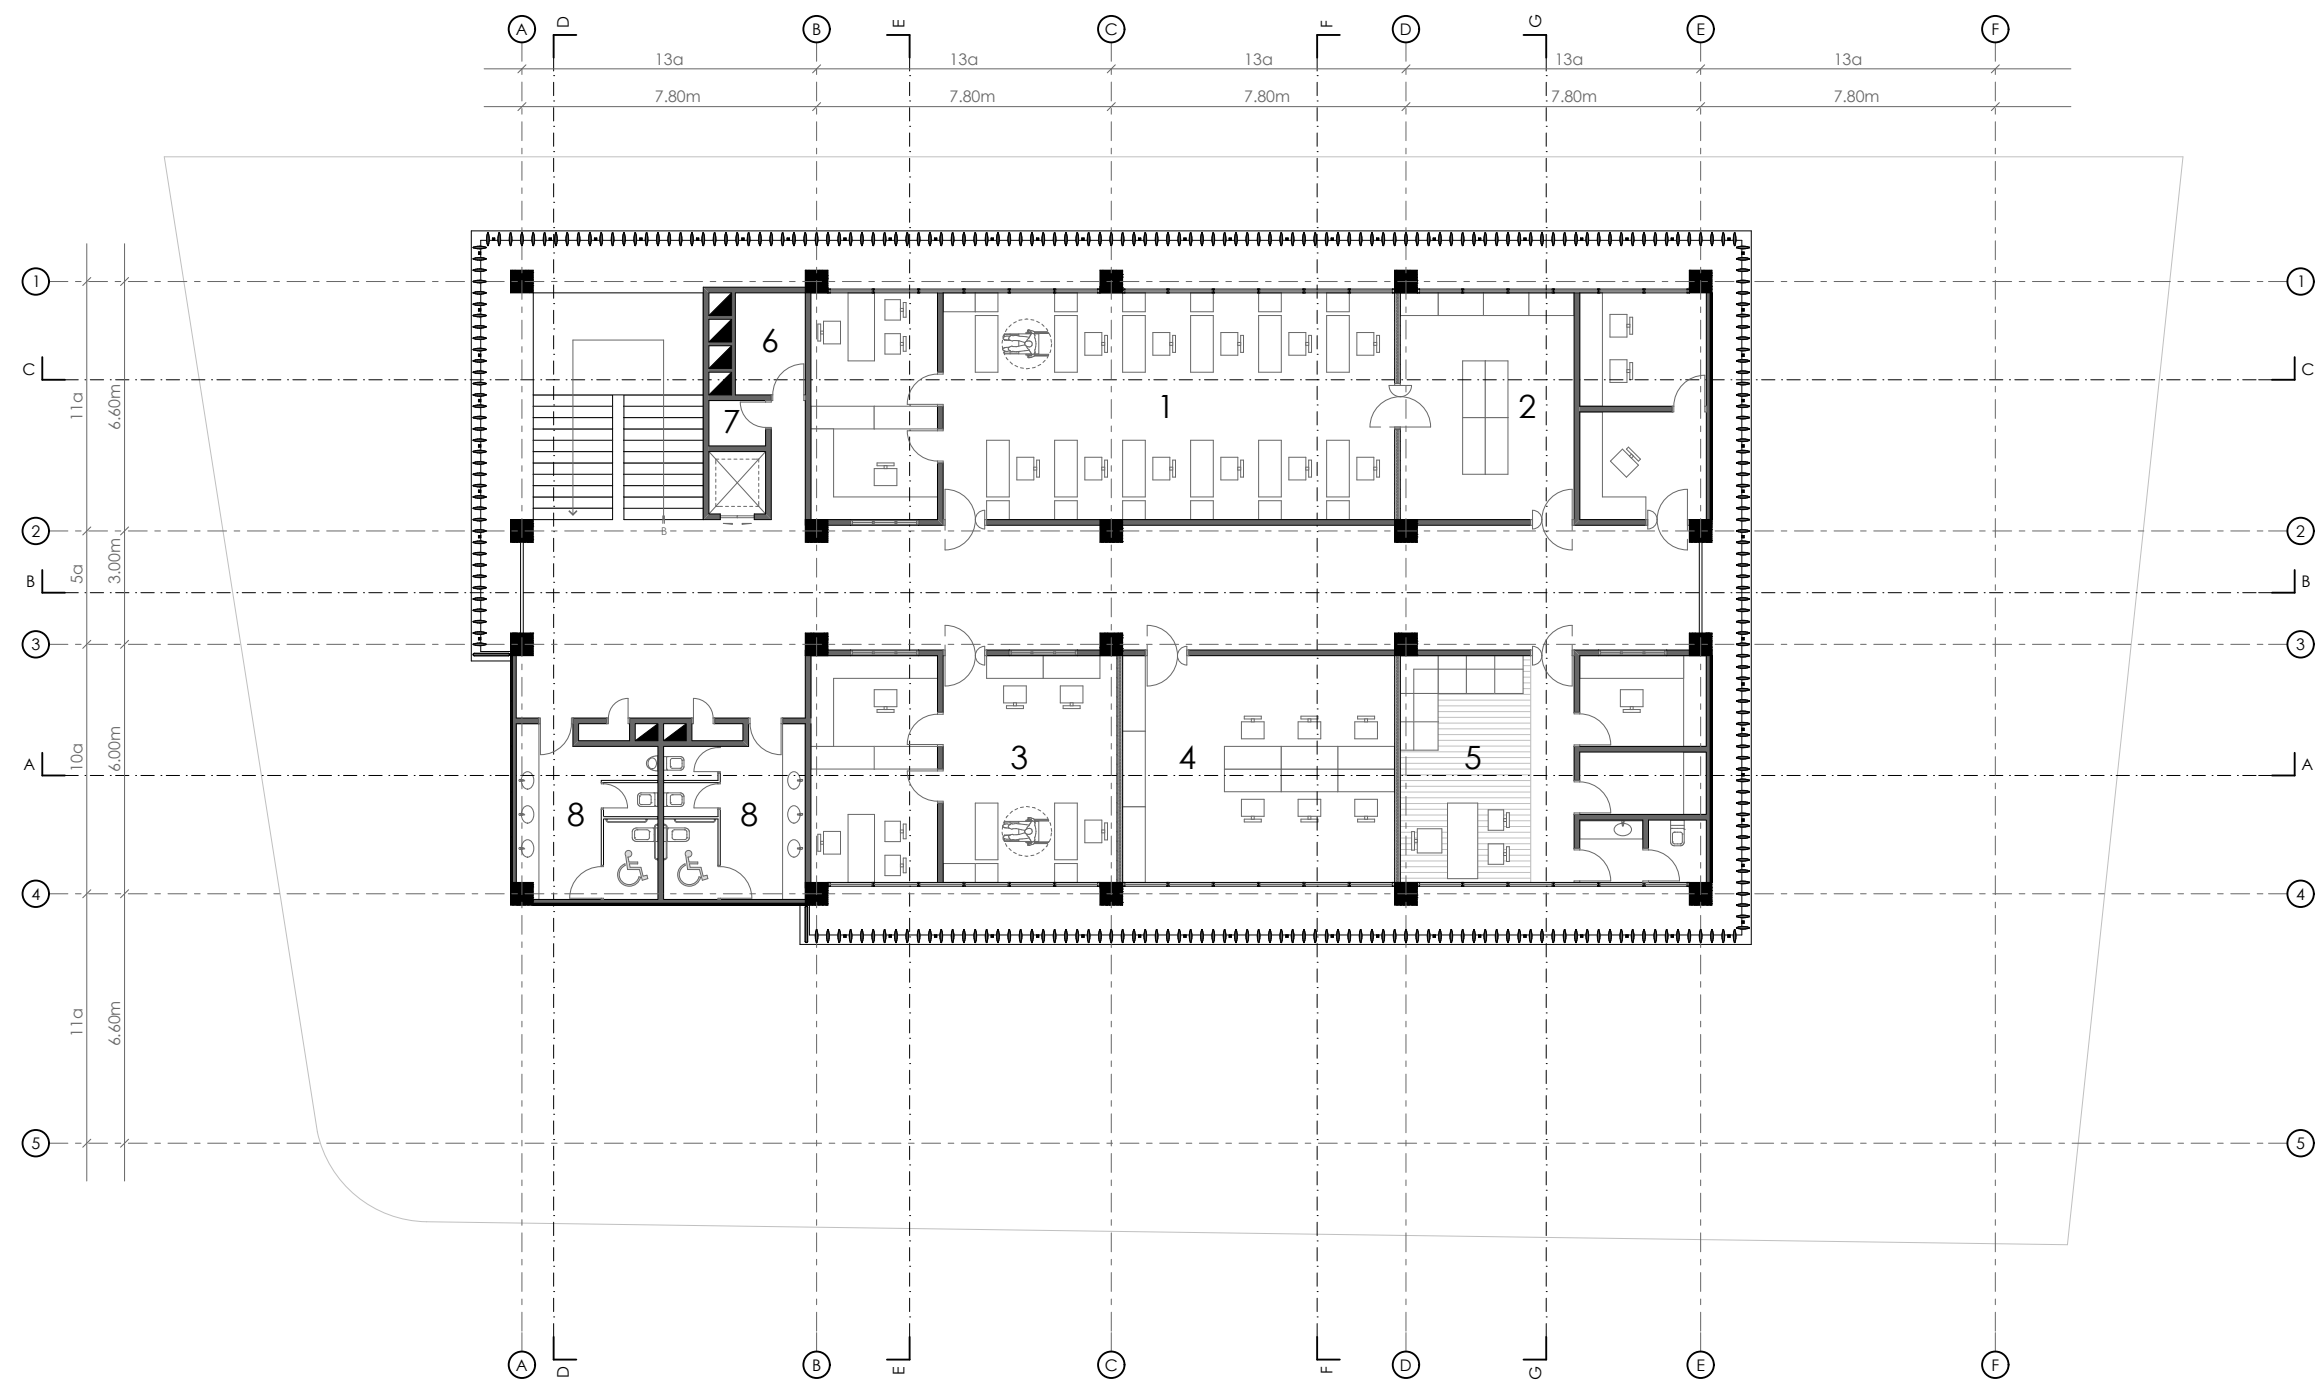 A D B E C F D G E F
13a 13a 13a 13a 13a
7.80m 7.80m 7.80m 7.80m 7.80m
1 1
6
C C
11a 6.60m
7 1 2
2 2
B
5a 3.00m
B B
3 3
10a 6.00m
3 4 5
A A
8 8
4 4
11a 6.60m
5 5
A D B E C F D G E F